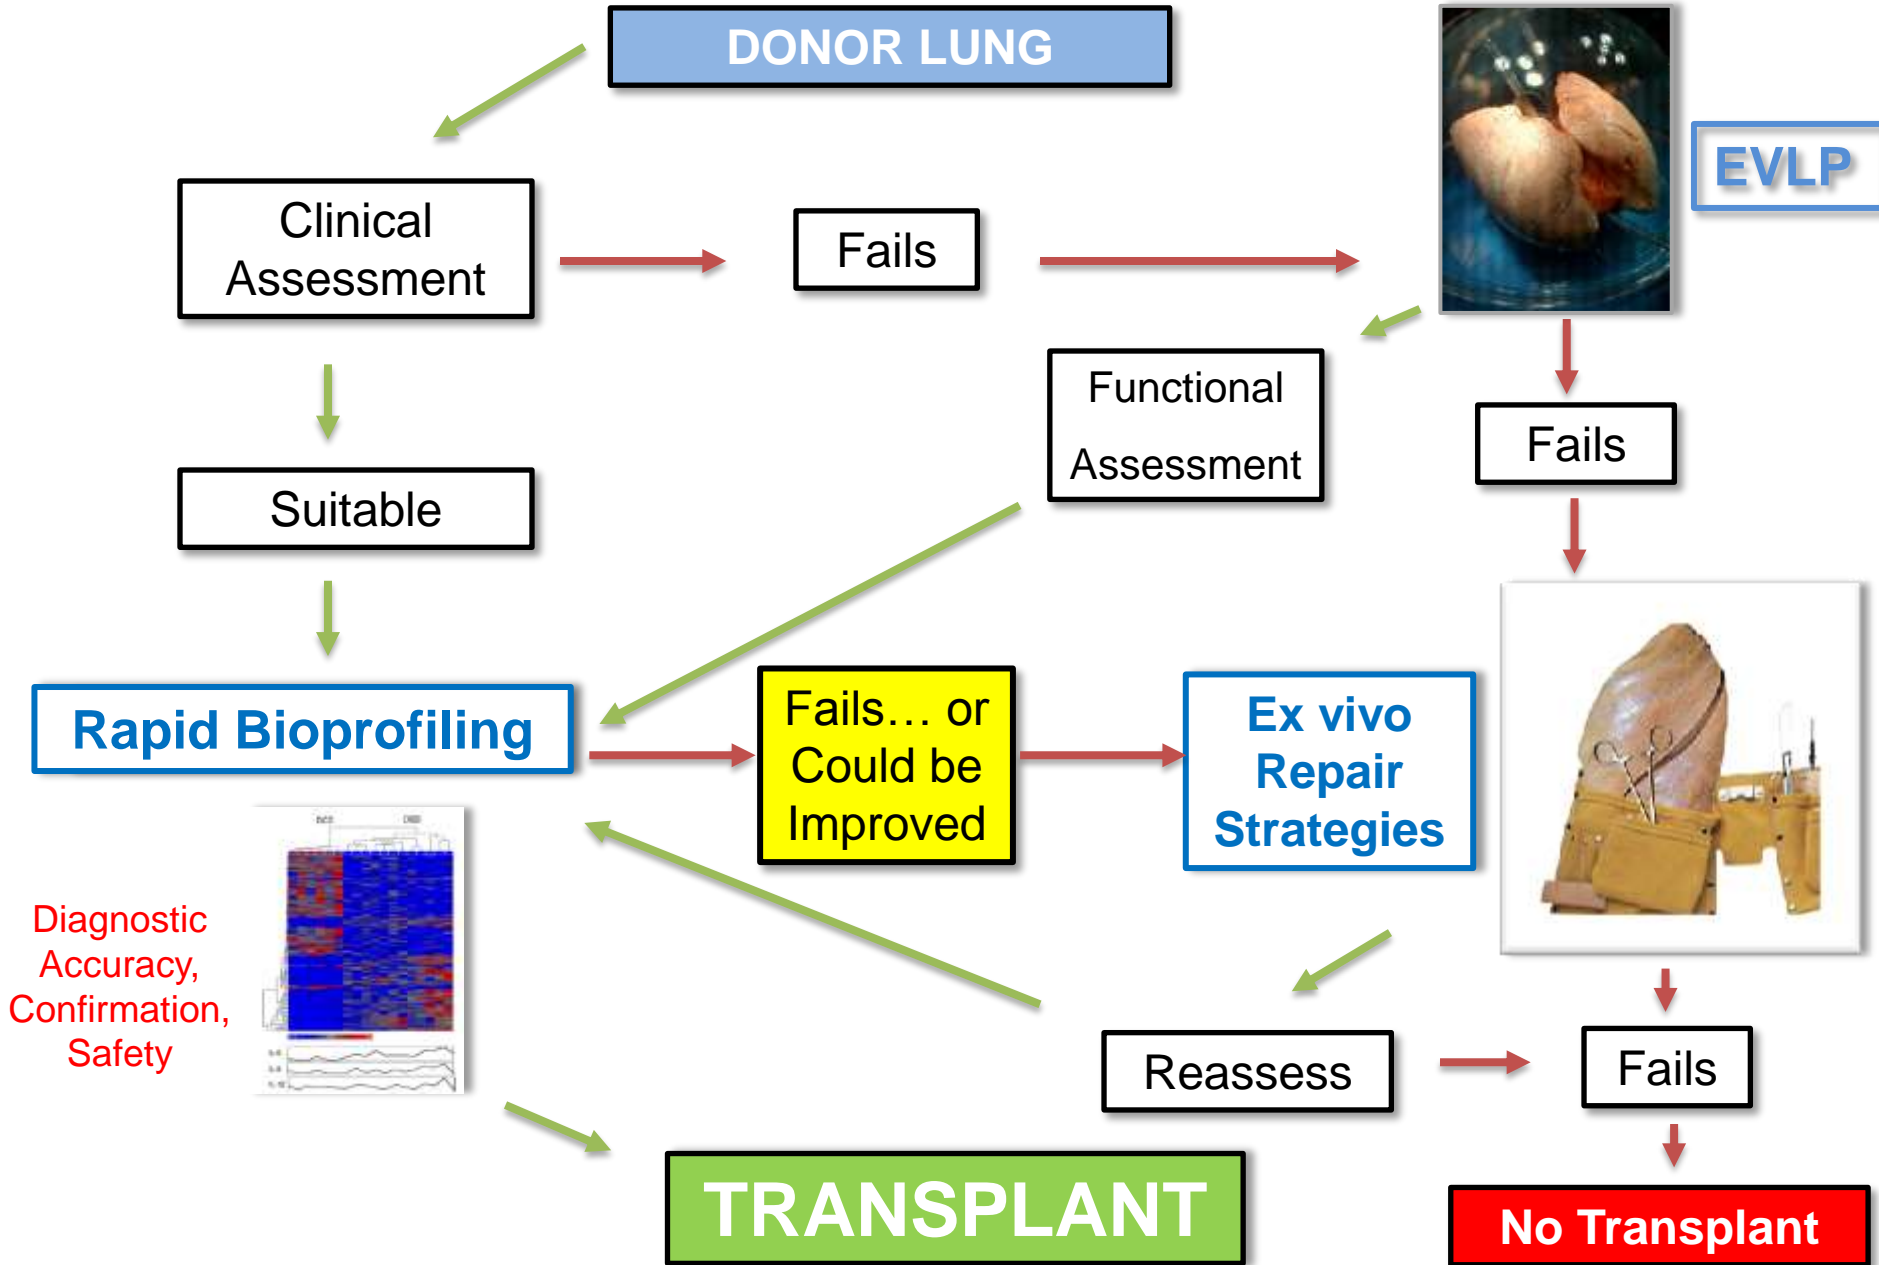 DONOR LUNG
EVLP
Clinical
Assessment
Fails
Functional
Assessment
Fails
Suitable
Rapid Bioprofiling
Fails… or
Could be
Improved
Ex vivo
Repair
Strategies
Diagnostic
Accuracy,
Confirmation,
Safety
Reassess
Fails
TRANSPLANT
No Transplant